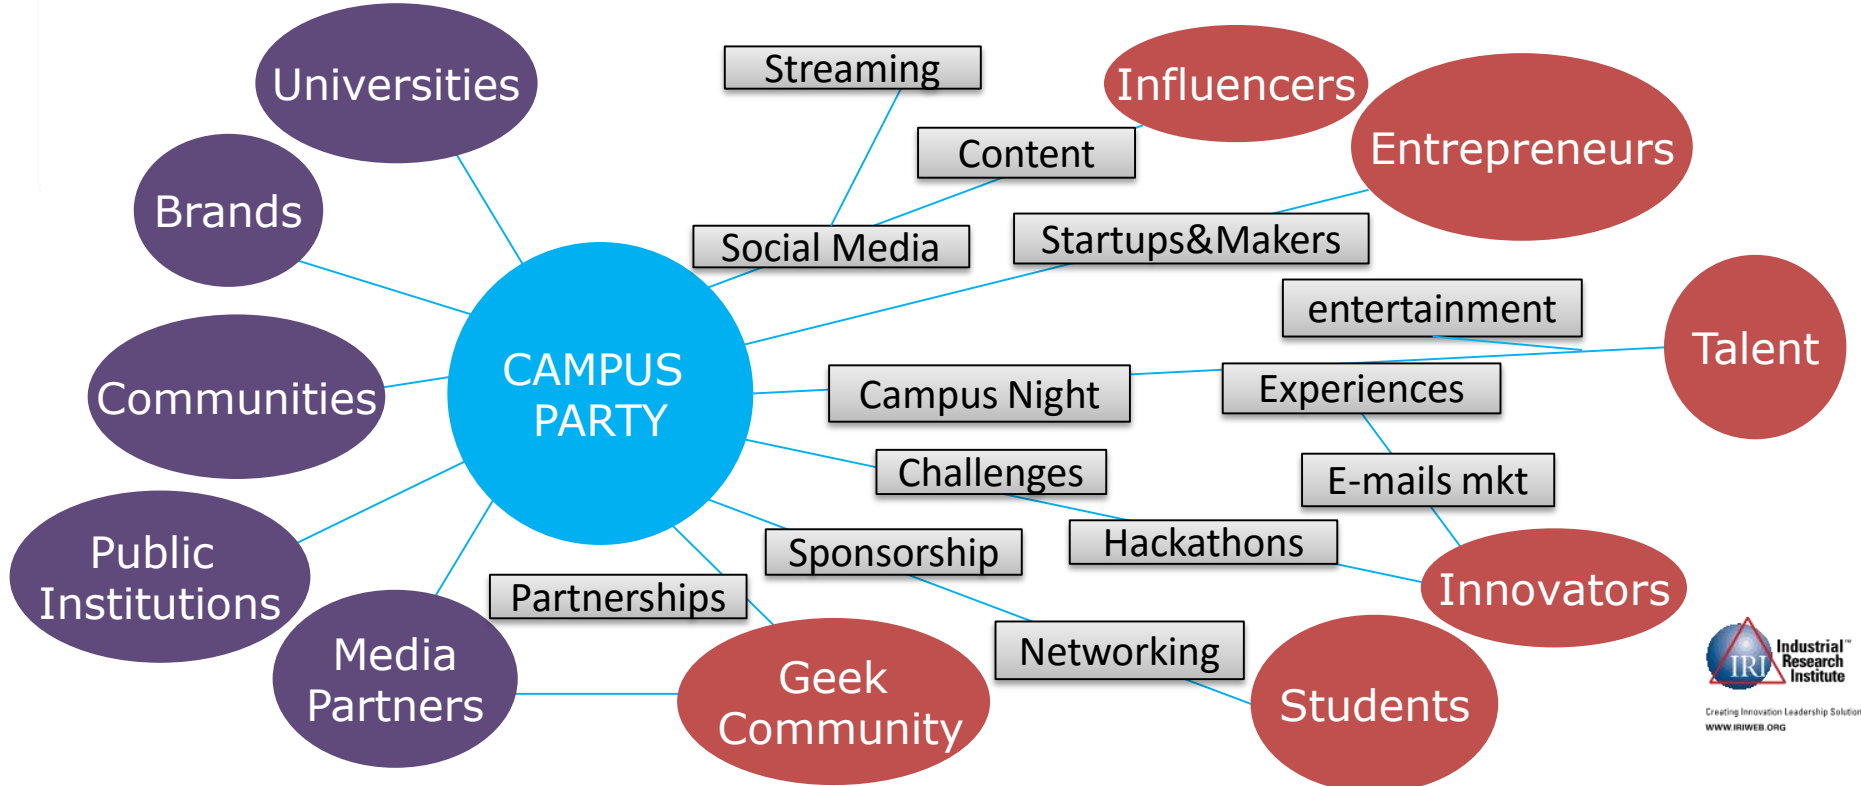 Universities
Streaming
Influencers
Content
Entrepreneurs
Brands
Social Media
Startups&Makers
entertainment
Talent
CAMPUS
PARTY
Communities
Campus Night
Experiences
Challenges
E-mails mkt
Public
Institutions
Partnerships
Sponsorship
Hackathons
Innovators
Media
Partners
Geek
Community
Networking
Students
IRI
Industrial™
Research
Institute
Creating Innovation Leadership Solution
WWW.IRIWEB.ORG